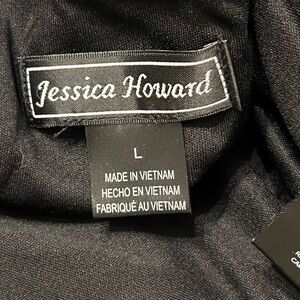 Jessica Howard
L
MADE IN VIETNAM
HECHO EN VIETNAM
FABRIQUÉ AU VIETNAM